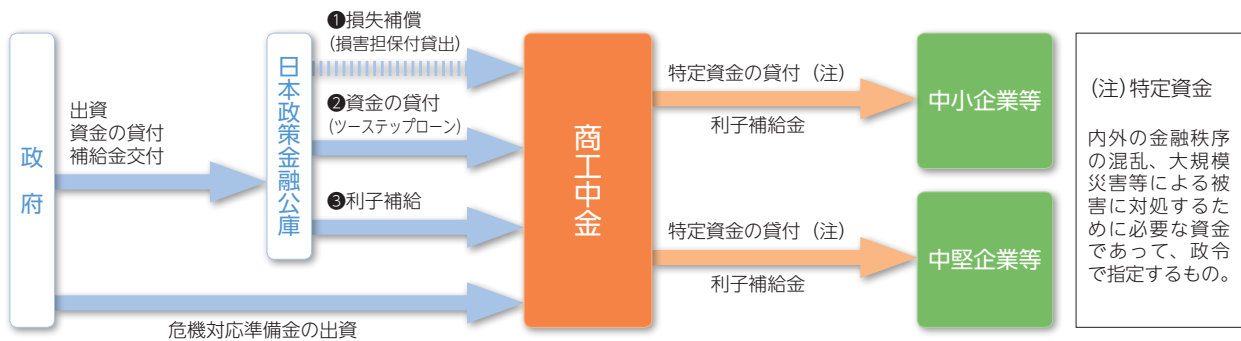 政府
出資
資金の貸付
補給金交付
日本政策金融公庫
❶損失補償
(損害担保付貸出)
❷資金の貸付
(ツーステップローン)
❸利子補給
危機対応準備金の出資
商工中金
特定資金の貸付（注）
利子補給金
中小企業等
特定資金の貸付（注）
利子補給金
中堅企業等
(注)特定資金
内外の金融秩序
の混乱、大規模
災害等による被
害に対処するた
めに必要な資金
であって、政令
で指定するもの。